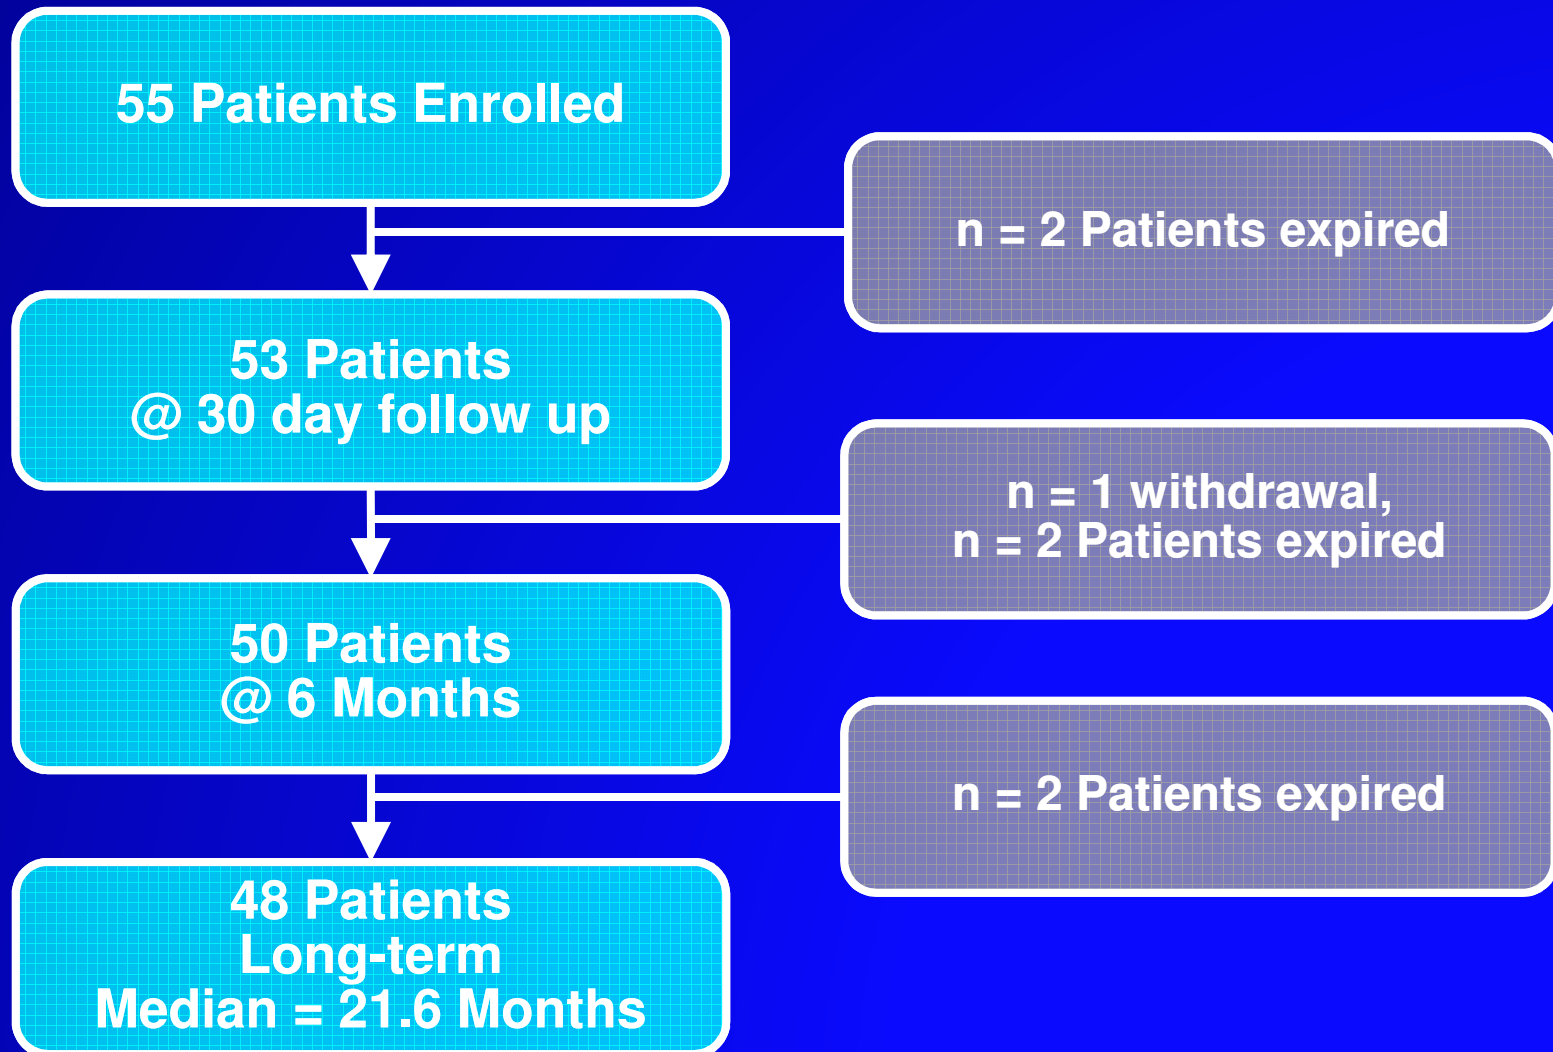 55 Patients Enrolled
n = 2 Patients expired
53 Patients
@ 30 day follow up
n = 1 withdrawal,
n = 2 Patients expired
50 Patients
@ 6 Months
n = 2 Patients expired
48 Patients
Long-term
Median = 21.6 Months